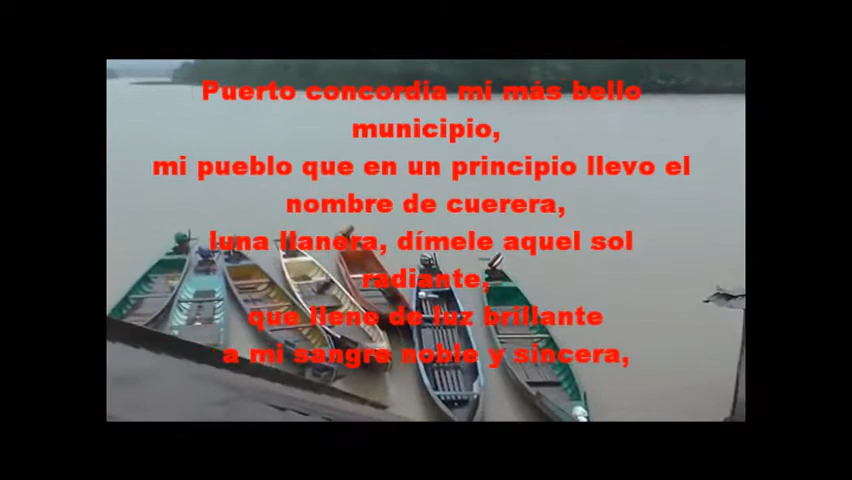 Puerto concordia mi más bello
municipio,
mi pueblo que en un principio llevo el
nombre de cuerera,
luna llanera, dímele aquel sol
radiante,
que llene de luz brillante
a mi sangre noble y sincera,